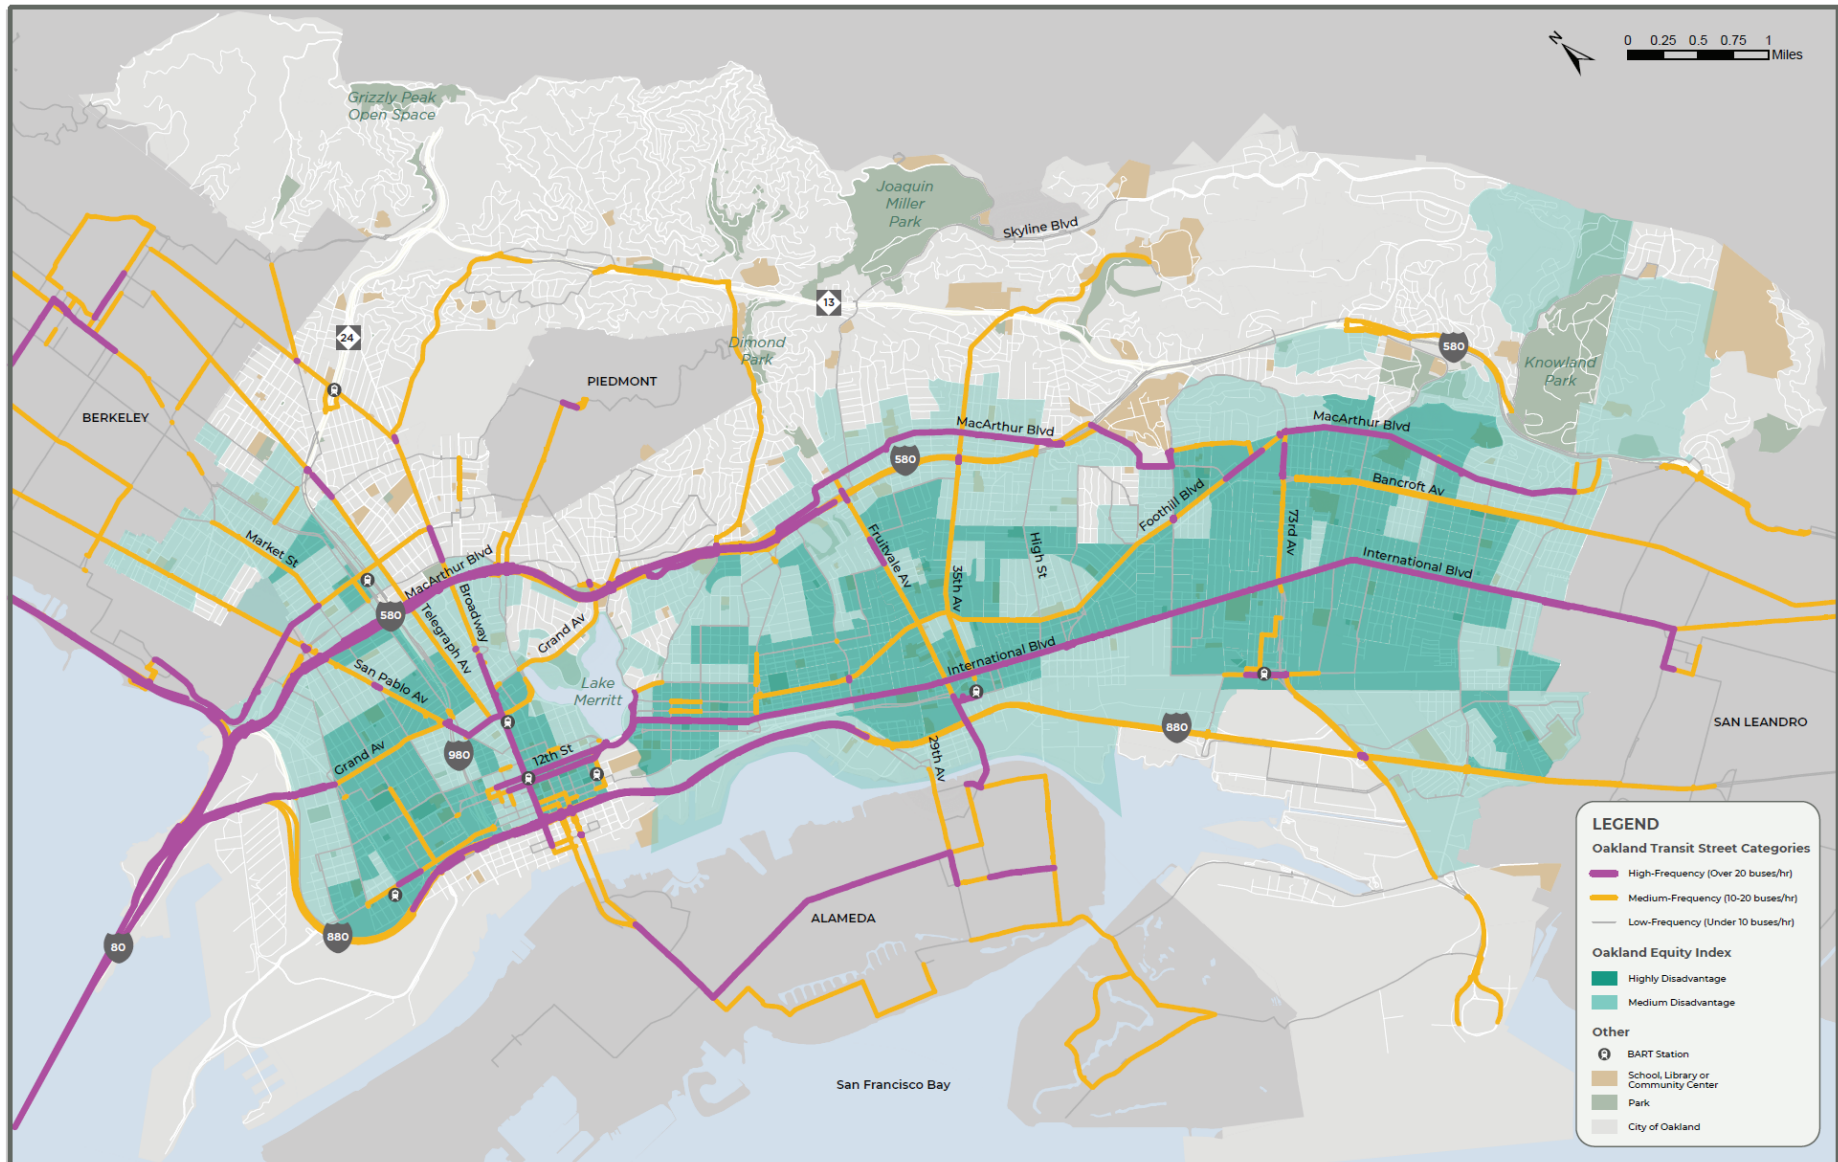 N
0 0.25 0.5 0.75 1
Miles
Grizzly Peak
Open Space
Joaquin
Miller
Park
Skyline Blvd
13
24
Dimond
Park
580
Knowland
Park
PIEDMONT
BERKELEY
MacArthur Blvd
MacArthur Blvd
580
Bancroft Av
Foothill Blvd
73rd Av
Market St
MacArthur Blvd
Fruitvale Av
High St
35th Av
International Blvd
580
Telegraph Av
Broadway
Grand Av
International Blvd
San Pablo Av
Lake
Merritt
SAN LEANDRO
880
Grand Av
980
12th St
29th Av
ALAMEDA
880
80
San Francisco Bay
LEGEND
Oakland Transit Street Categories
High-Frequency (Over 20 buses/hr)
Medium-Frequency (10-20 buses/hr)
Low-Frequency (Under 10 buses/hr)
Oakland Equity Index
Highly Disadvantage
Medium Disadvantage
Other
BART Station
School, Library or
Community Center
Park
City of Oakland